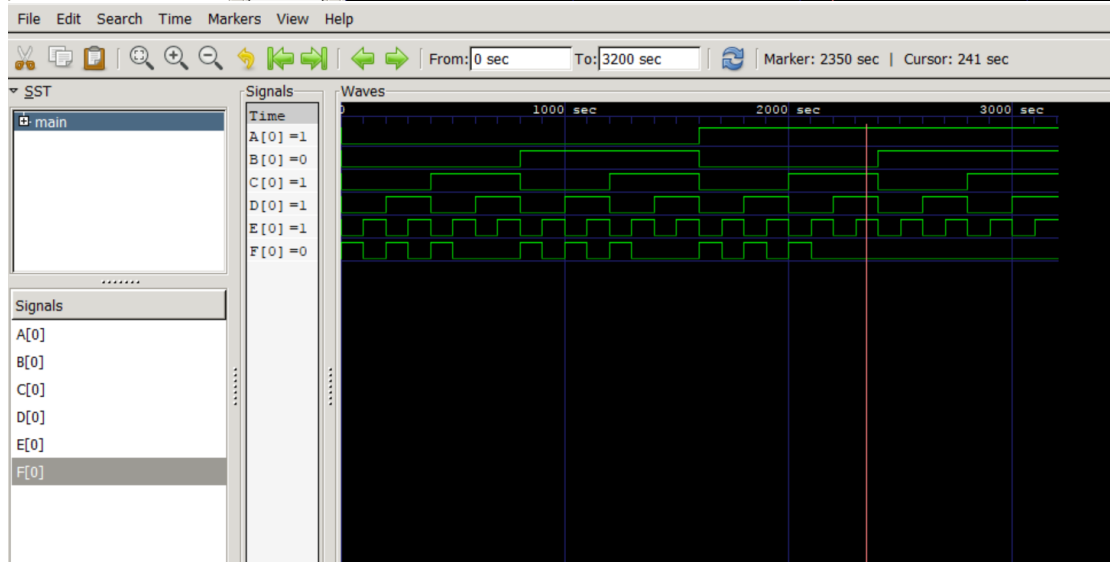 File Edit Search Time Markers View Help
From: 0 sec To: 3200 sec Marker: 2350 sec | Cursor: 241 sec
SST
main
Signals
A[0]
B[0]
C[0]
D[0]
E[0]
F[0]
Signals
Time
A[0] =1
B[0] =0
C[0] =1
D[0] =1
E[0] =1
F[0] =0
Waves
0 1000 sec 2000 sec 3000 sec